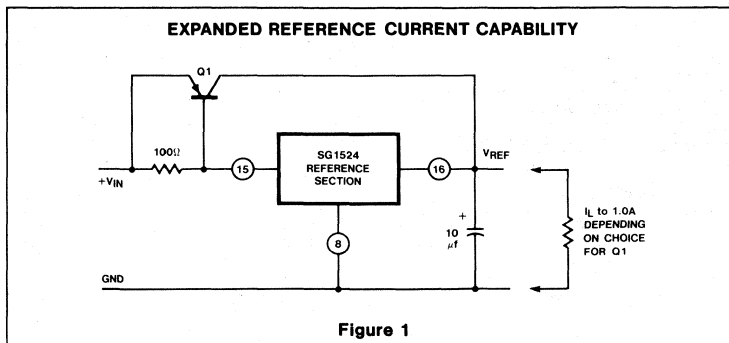 EXPANDED REFERENCE CURRENT CAPABILITY
Q1
100Ω
+VIN
15
SG1524
REFERENCE
SECTION
16
VREF
8
+
10
μf
IL to 1.0A
DEPENDING
ON CHOICE
FOR Q1
GND
Figure 1